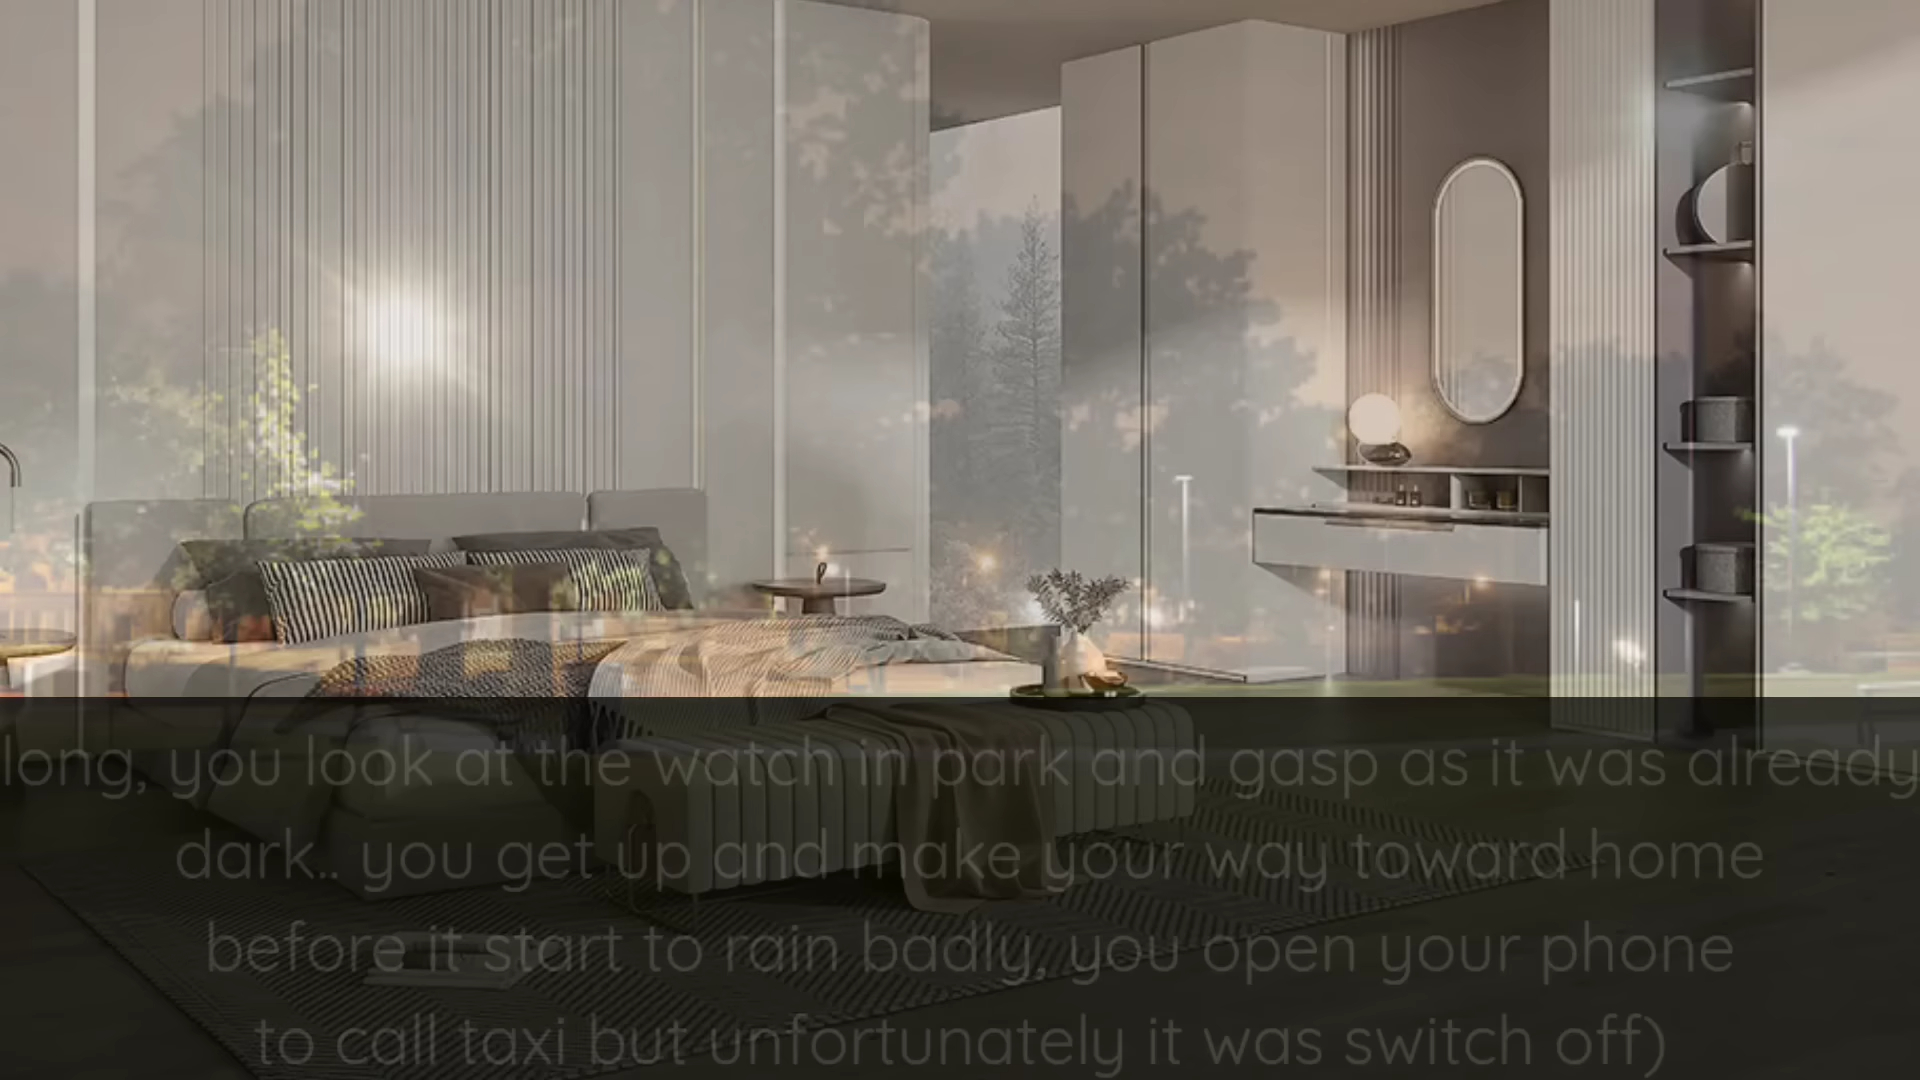 long, you look at the watch in park and gasp as it was already
dark.. you get up and make your way toward home
before it start to rain badly, you open your phone
to call taxi but unfortunately it was switch off)